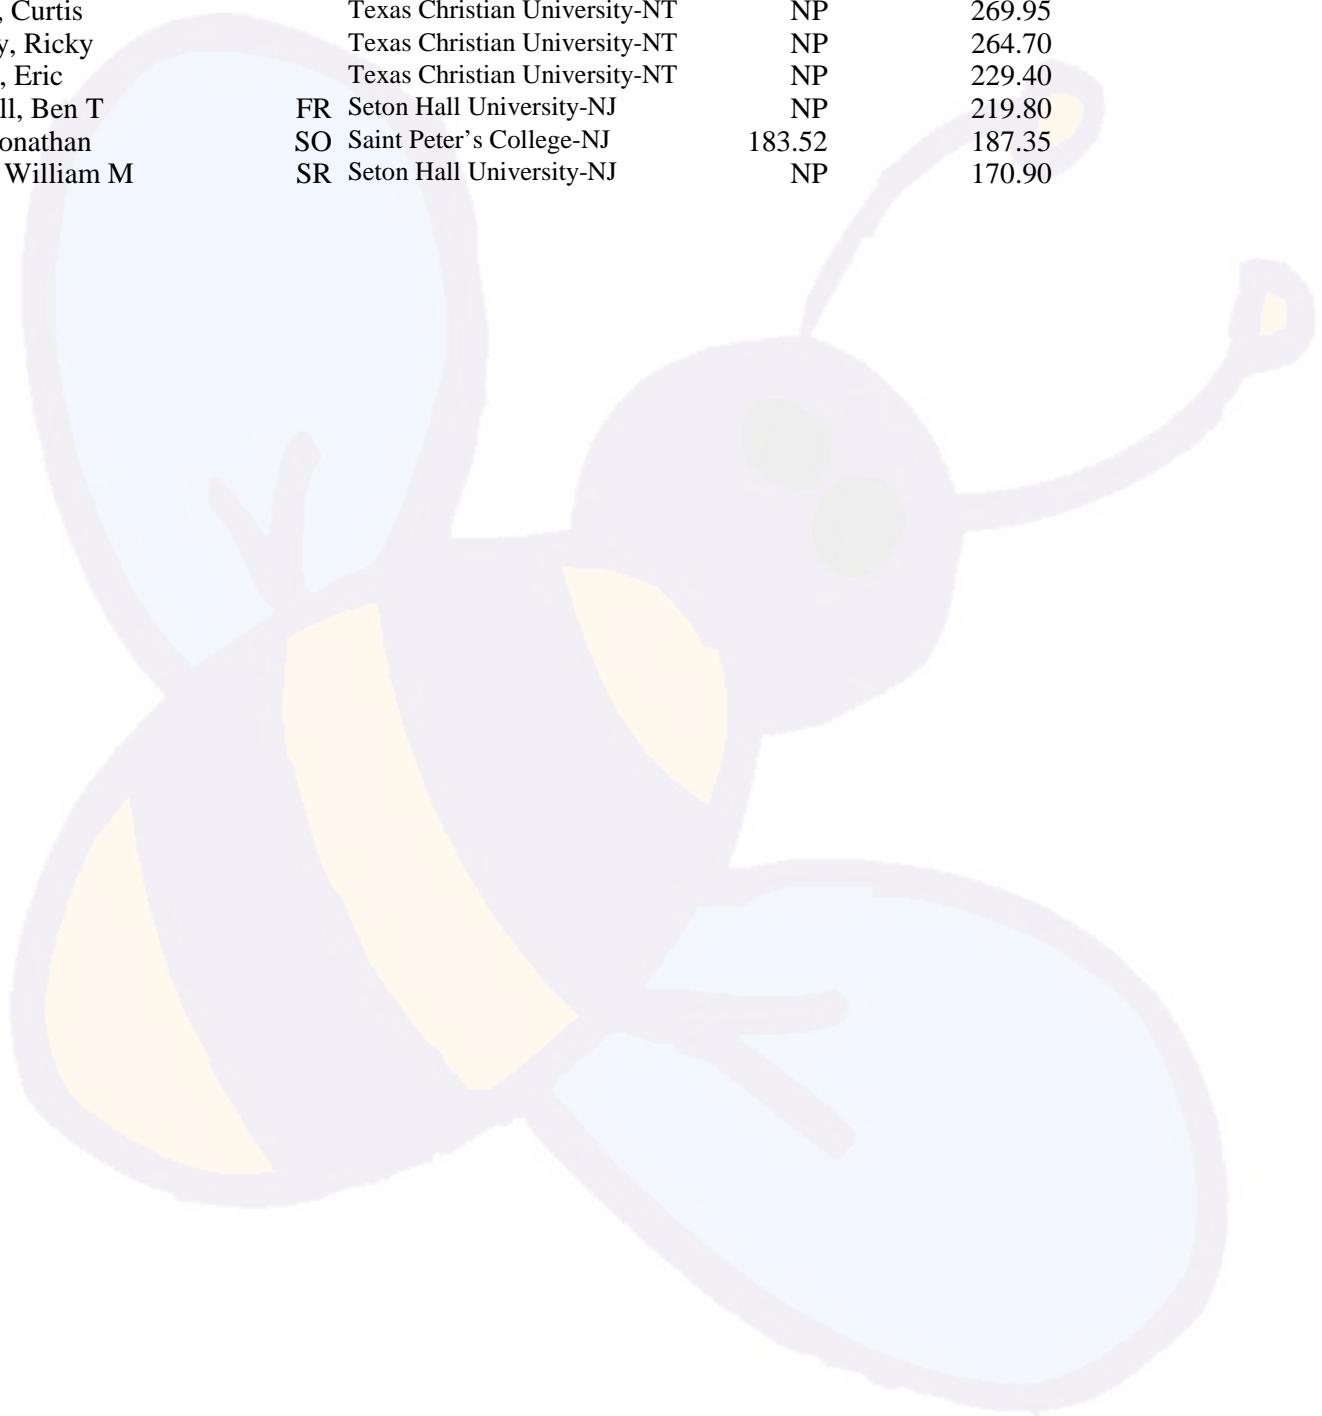 , Curtis Texas Christian University-NT NP 269.95
y, Ricky Texas Christian University-NT NP 264.70
, Eric Texas Christian University-NT NP 229.40
ll, Ben T FR Seton Hall University-NJ NP 219.80
onathan SO Saint Peter’s College-NJ 183.52 187.35
William M SR Seton Hall University-NJ NP 170.90